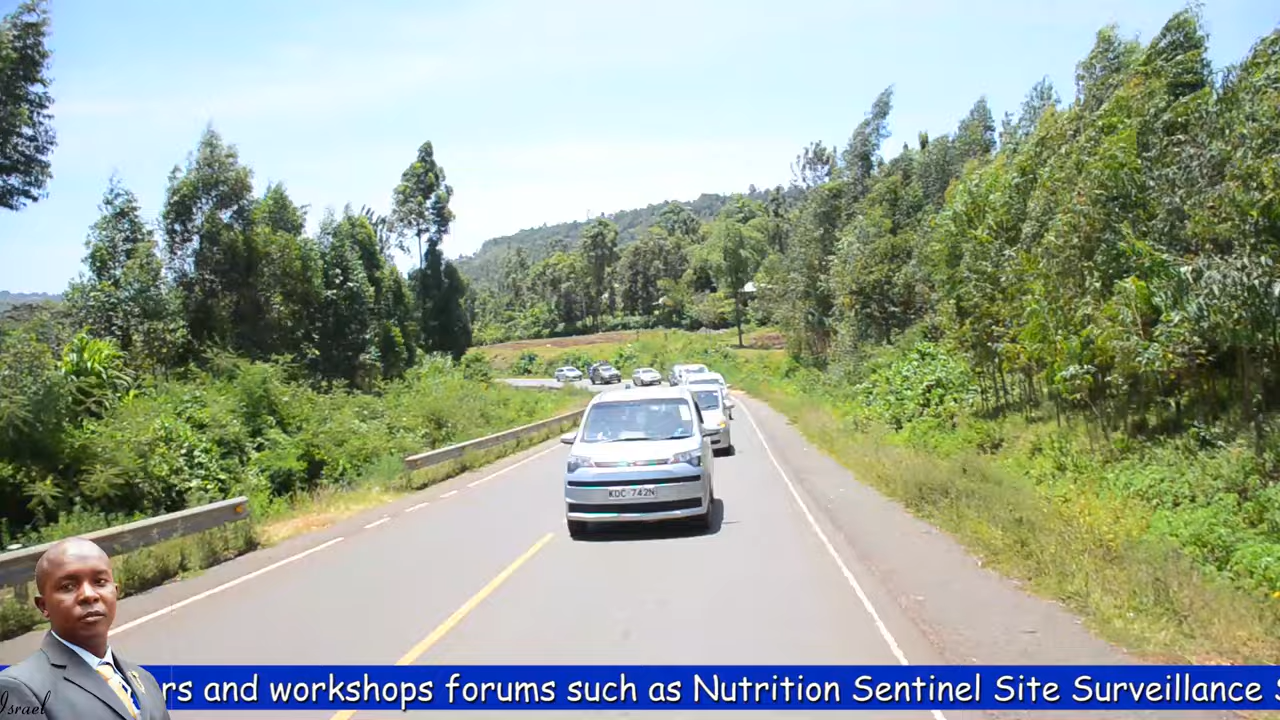 KDC 742N
rs and workshops forums such as Nutrition Sentinel Site Surveillance S
Israel